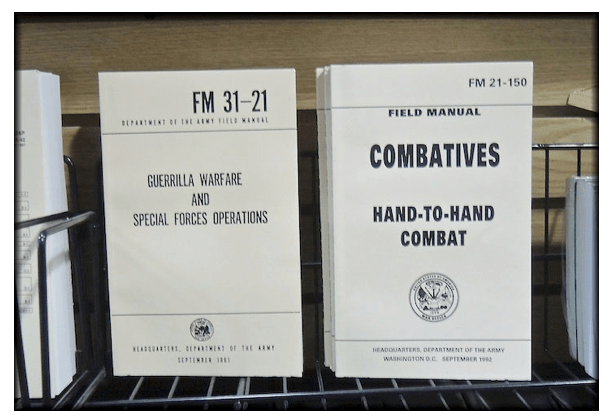 FM 31-21
DEPARTMENT OF THE ARMY FIELD MANUAL
GUERRILLA WARFARE
AND
SPECIAL FORCES OPERATIONS
HEADQUARTERS, DEPARTMENT OF THE ARMY
SEPTEMBER 1961
FM 21-150
FIELD MANUAL
COMBATIVES
HAND-TO-HAND
COMBAT
HEADQUARTERS, DEPARTMENT OF THE ARMY
WASHINGTON D.C. SEPTEMBER 1992